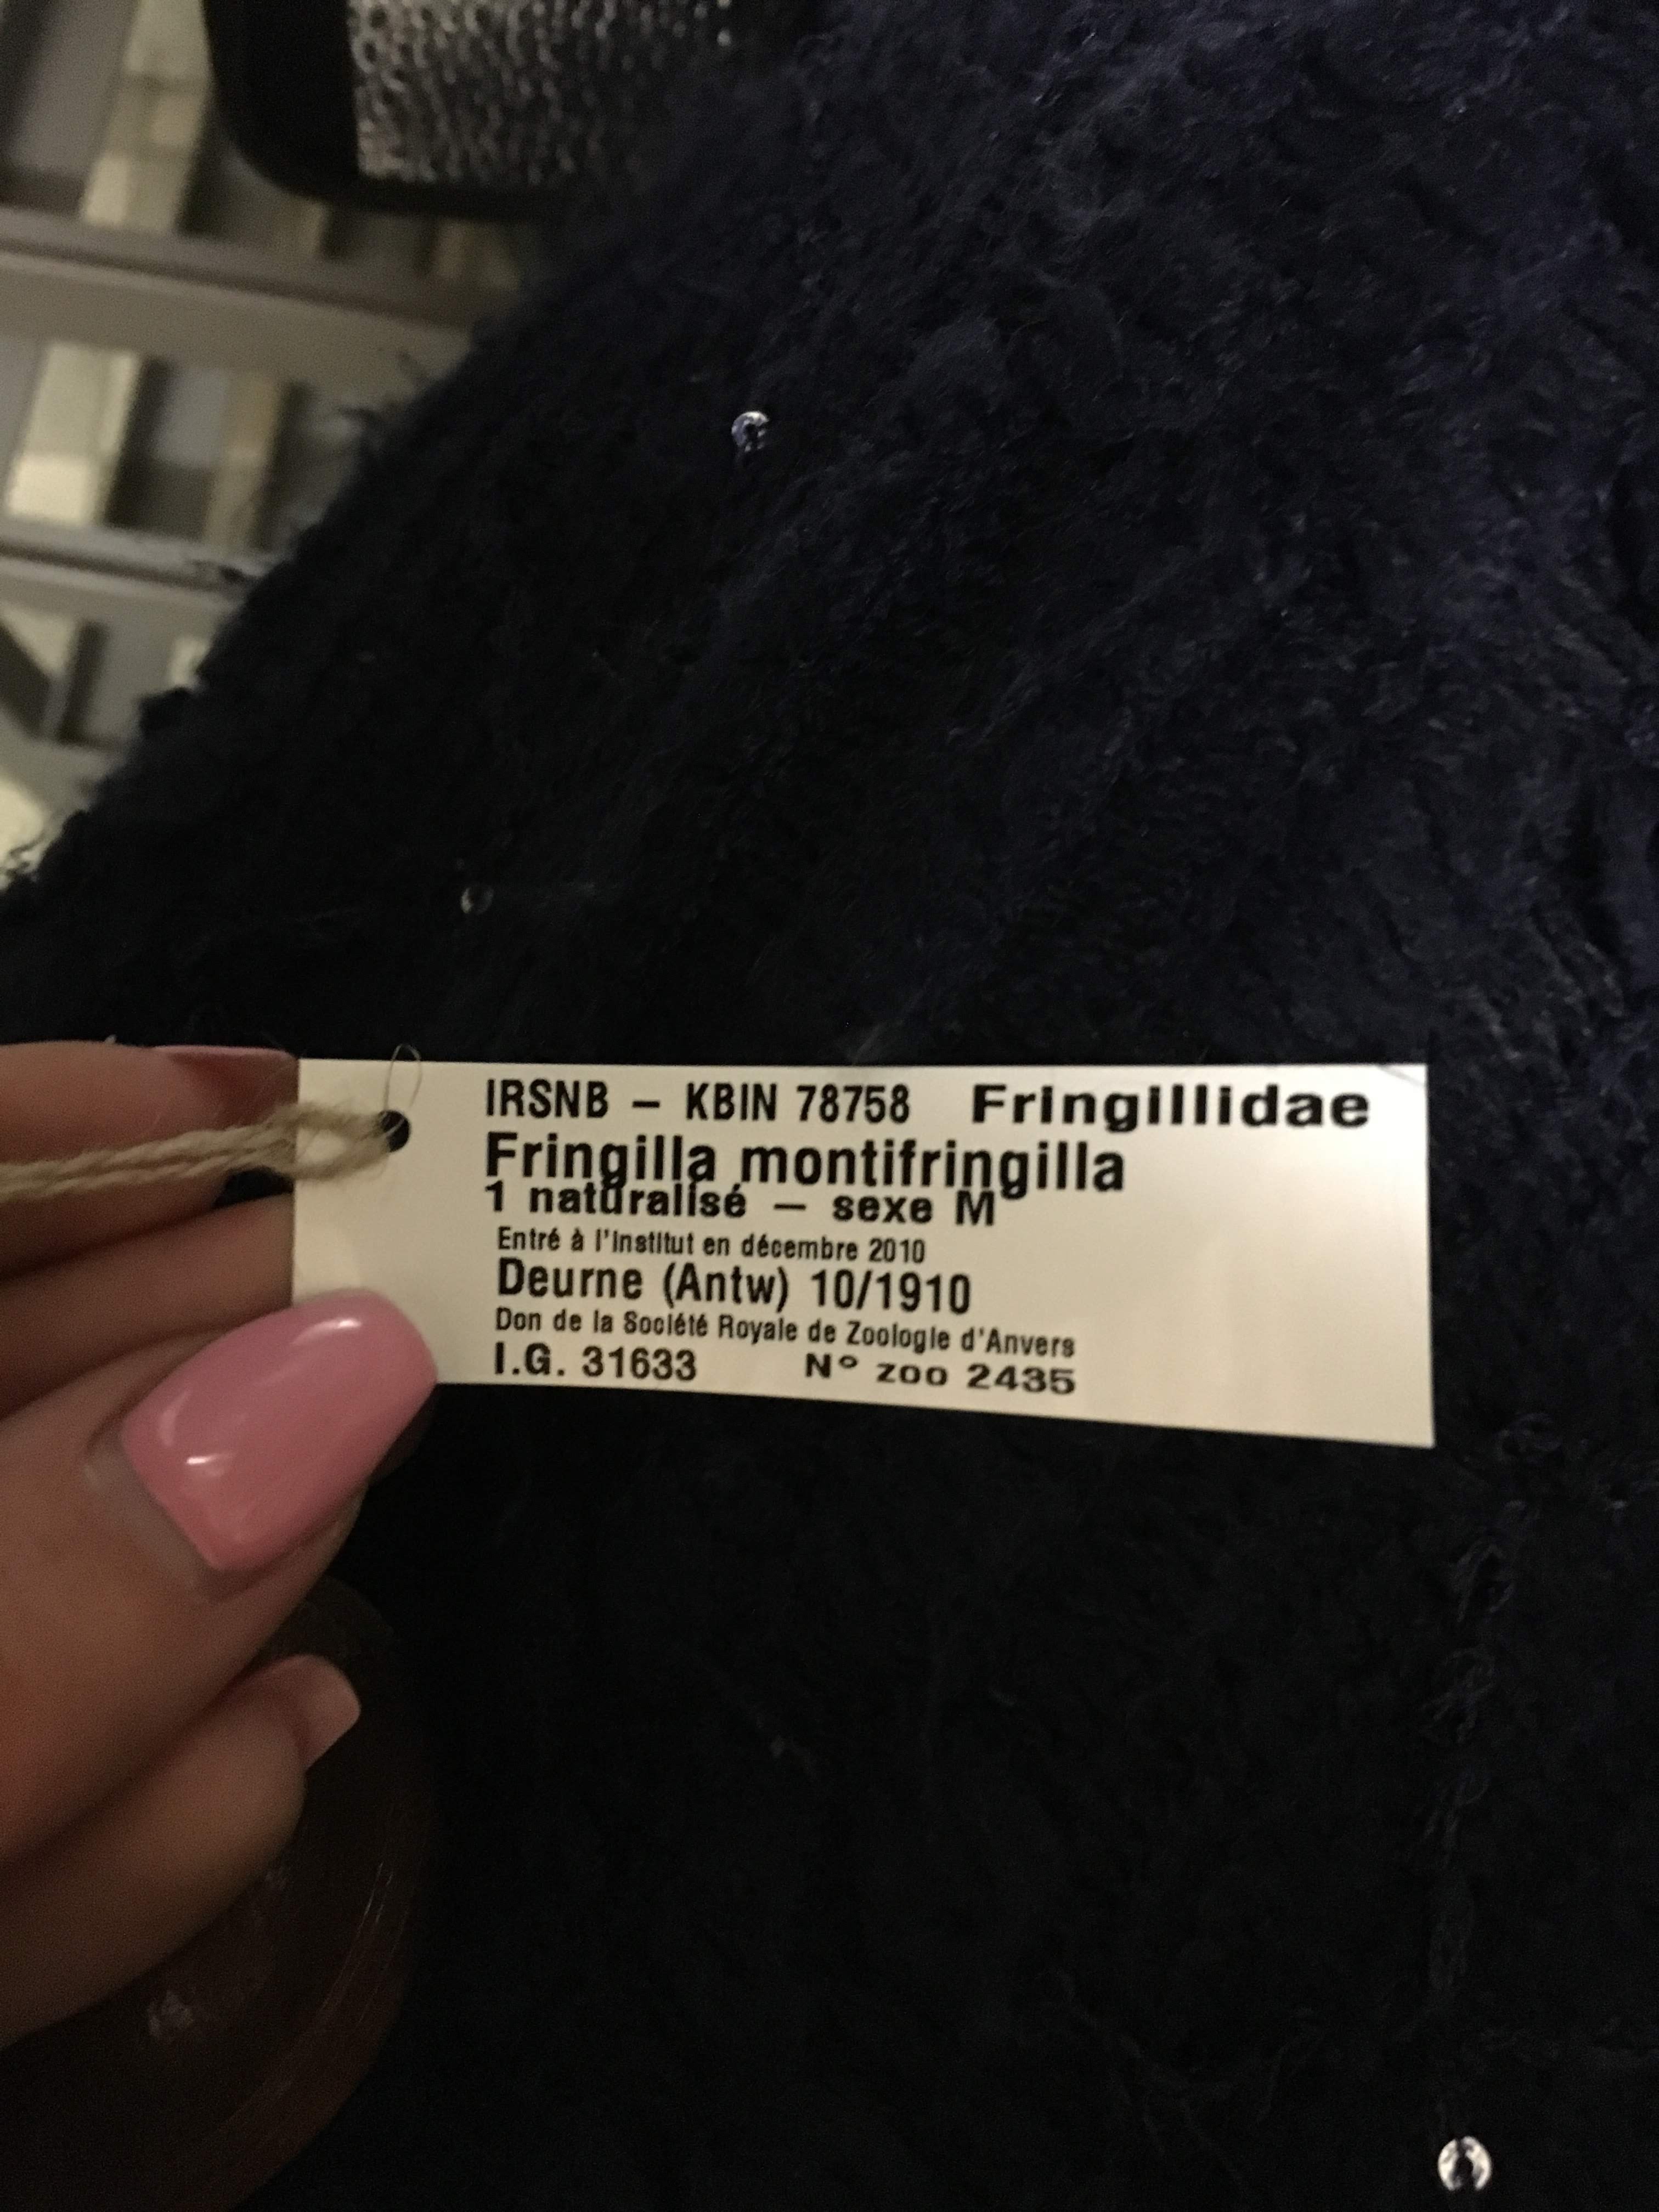 IRSNB – KBIN 78758 Fringillidae
Fringilla montifringilla
1 naturalisé – sexe M
Entré à l'Institut en décembre 2010
Deurne (Antw) 10/1910
Don de la Société Royale de Zoologie d'Anvers
I.G. 31633 N° zoo 2435